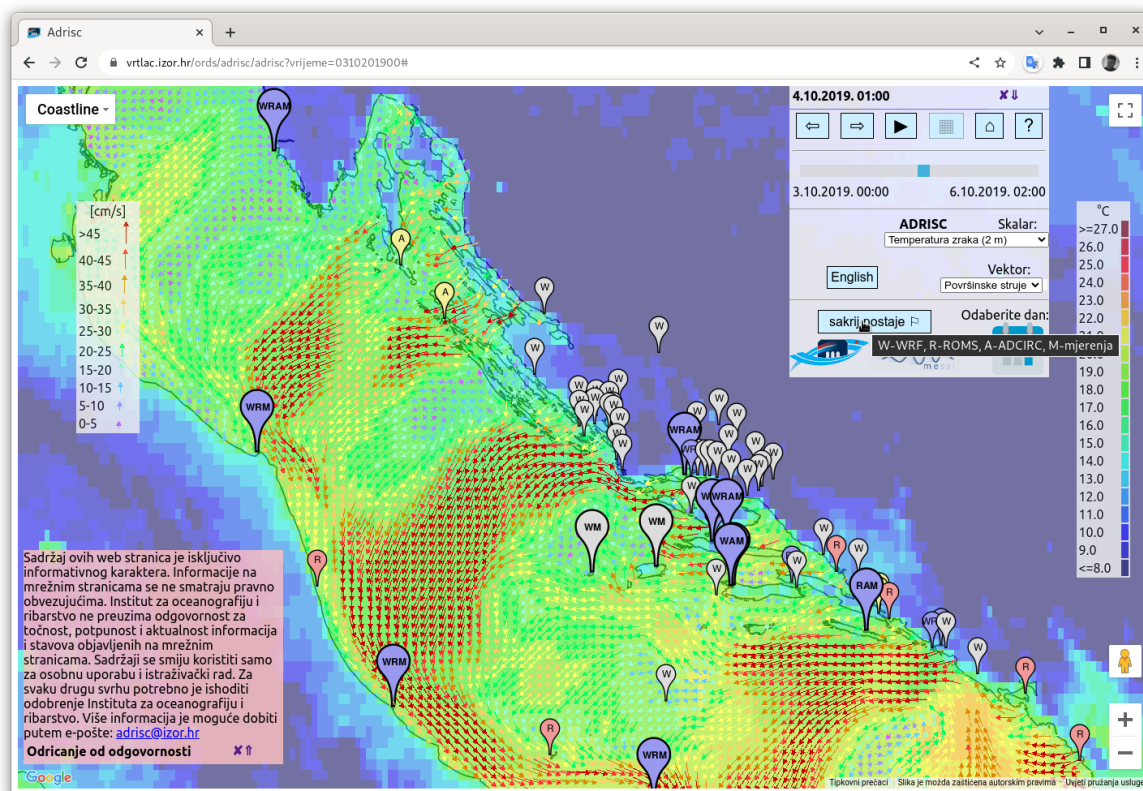 Adrisc
vrtlac.izor.hr/ords/adrisc/adrisc?vrijeme=0310201900#
Coastline
4.10.2019. 01:00
?
3.10.2019. 00:00 6.10.2019. 02:00
ADRISC Skalar:
Temperatura zraka (2 m)
English
Vektor:
Površinske struje
sakrij postaje
Odaberite dan:
W-WRF, R-ROMS, A-ADCIRC, M-mjerenja
messi
[cm/s]
>45
40-45
35-40
30-35
25-30
20-25
15-20
10-15
5-10
0-5
°C
>=27.0
26.0
25.0
24.0
23.0
22.0
19.0
18.0
17.0
16.0
15.0
14.0
13.0
12.0
11.0
10.0
9.0
<=8.0
WRAM
A
A
W
W
W
WRM
W
W
W
W
W
W
W
W
WRAM
W
W
W
W
W
W
W
WRAM
WM
WM
WAM
W
W
R
W
W
R
RAM
R
W
W
R
WRM
W
R
R
WRM
Sadržaj ovih web stranica je isključivo
informativnog karaktera. Informacije na
mrežnim stranicama se ne smatraju pravno
obvezujućima. Institut za oceanografiju i
ribarstvo ne preuzima odgovornost za
točnost, potpunost i aktualnost informacija
i stavova objavljenih na mrežnim
stranicama. Sadržaji se smiju koristiti samo
za osobnu uporabu i istraživački rad. Za
svaku drugu svrhu potrebno je ishoditi
odobrenje Instituta za oceanografiju i
ribarstvo. Više informacija je moguće dobiti
putem e-pošte: adrisc@izor.hr
Odricanje od odgovornosti
Google
Tipkovni prečaci Slika je možda zaštićena autorskim pravima Uvjeti pružanja usluge